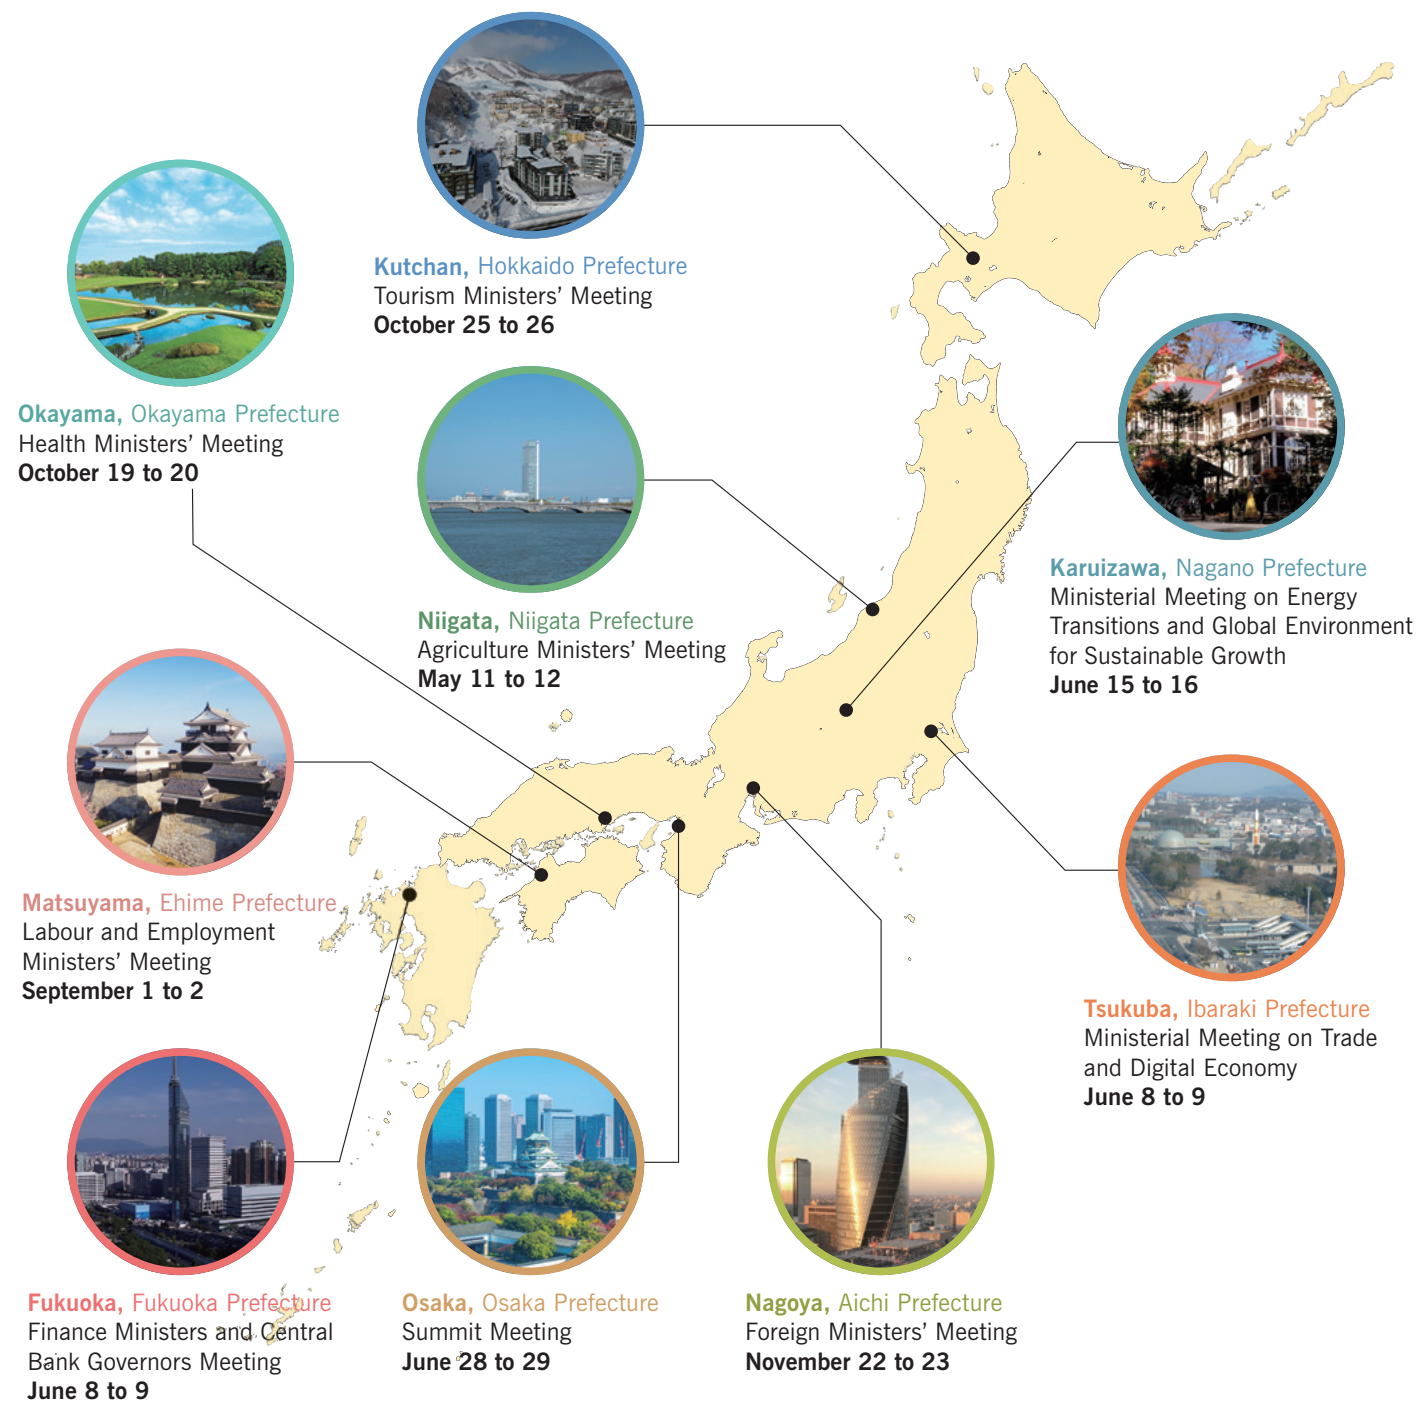 Kutchan, Hokkaido Prefecture
Tourism Ministers’ Meeting
October 25 to 26
Okayama, Okayama Prefecture
Health Ministers’ Meeting
October 19 to 20
Niigata, Niigata Prefecture
Agriculture Ministers’ Meeting
May 11 to 12
Karuizawa, Nagano Prefecture
Ministerial Meeting on Energy
Transitions and Global Environment
for Sustainable Growth
June 15 to 16
Matsuyama, Ehime Prefecture
Labour and Employment
Ministers’ Meeting
September 1 to 2
Tsukuba, Ibaraki Prefecture
Ministerial Meeting on Trade
and Digital Economy
June 8 to 9
Fukuoka, Fukuoka Prefecture
Finance Ministers and Central
Bank Governors Meeting
June 8 to 9
Osaka, Osaka Prefecture
Summit Meeting
June 28 to 29
Nagoya, Aichi Prefecture
Foreign Ministers’ Meeting
November 22 to 23